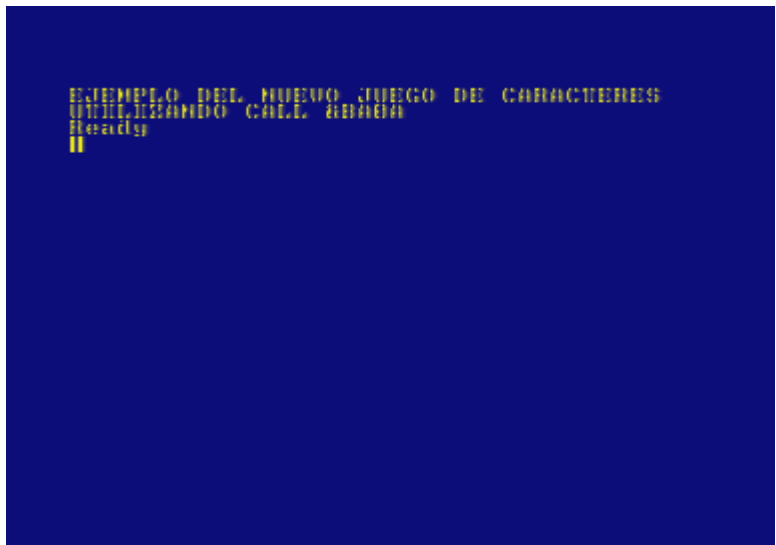 EJEMPLO DEL NUEVO JUEGO DE CARACTERES
UTILIZANDO CALL &BABA
Ready